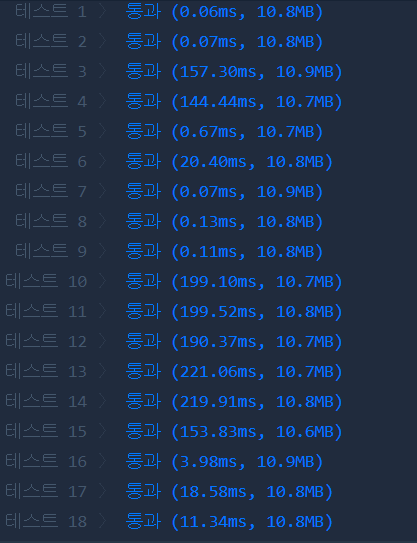 테스트 1 〉 통과 (0.06ms, 10.8MB)
테스트 2 〉 통과 (0.07ms, 10.8MB)
테스트 3 〉 통과 (157.30ms, 10.9MB)
테스트 4 〉 통과 (144.44ms, 10.7MB)
테스트 5 〉 통과 (0.67ms, 10.7MB)
테스트 6 〉 통과 (20.40ms, 10.8MB)
테스트 7 〉 통과 (0.07ms, 10.9MB)
테스트 8 〉 통과 (0.13ms, 10.8MB)
테스트 9 〉 통과 (0.11ms, 10.8MB)
테스트 10 〉 통과 (199.10ms, 10.7MB)
테스트 11 〉 통과 (199.52ms, 10.8MB)
테스트 12 〉 통과 (190.37ms, 10.7MB)
테스트 13 〉 통과 (221.06ms, 10.7MB)
테스트 14 〉 통과 (219.91ms, 10.8MB)
테스트 15 〉 통과 (153.83ms, 10.6MB)
테스트 16 〉 통과 (3.98ms, 10.9MB)
테스트 17 〉 통과 (18.58ms, 10.8MB)
테스트 18 〉 통과 (11.34ms, 10.8MB)